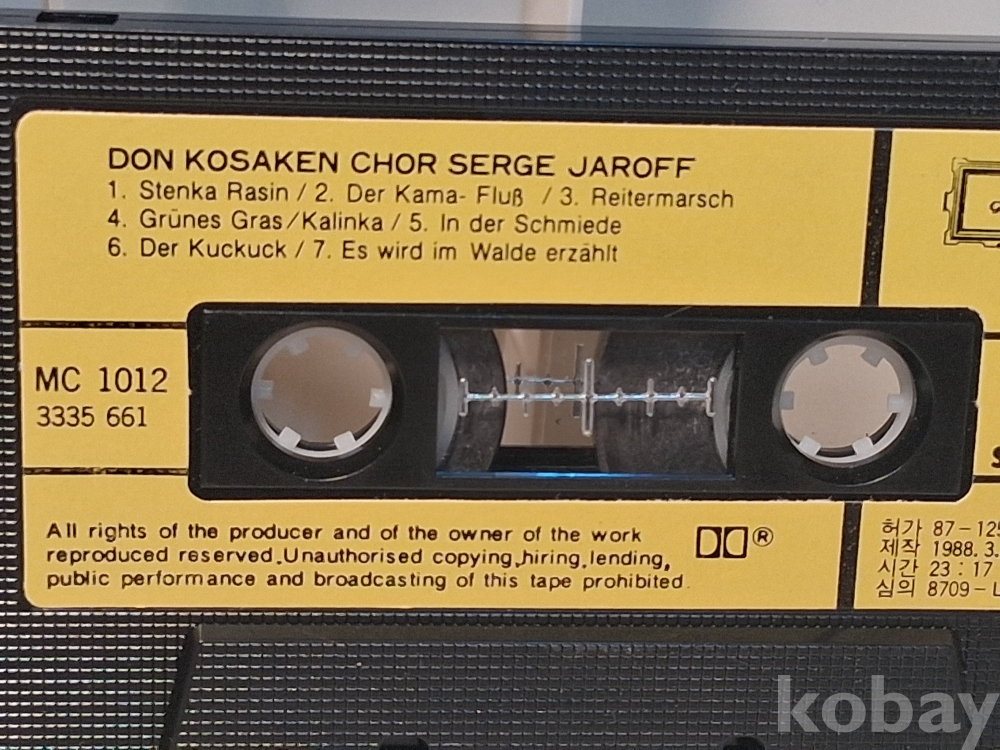 DON KOSAKEN CHOR SERGE JAROFF
1. Stenka Rasin / 2. Der Kama- Fluß / 3. Reitermarsch
4. Grünes Gras/Kalinka / 5. In der Schmiede
6. Der Kuckuck / 7. Es wird im Walde erzählt
MC 1012
3335 661
All rights of the producer and of the owner of the work
reproduced reserved.Unauthorised copying,hiring,lending,
public performance and broadcasting of this tape prohibited.
허가 87-125
제작 1988. 3.
시간 23 : 17
심의 8709-L
kobay